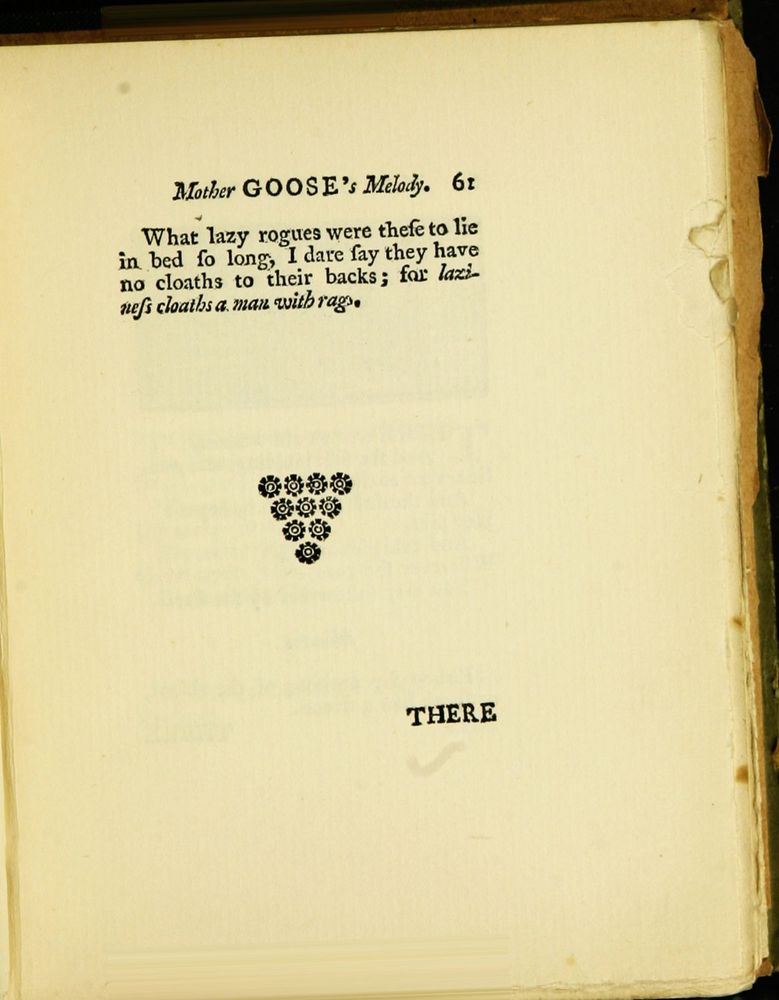 Mother GOOSE's Melody. 61
What lazy rogues were theſe to lie
in bed ſo long, I dare ſay they have
no cloaths to their backs; for lazi-
neſs cloaths a man with rags.
THERE